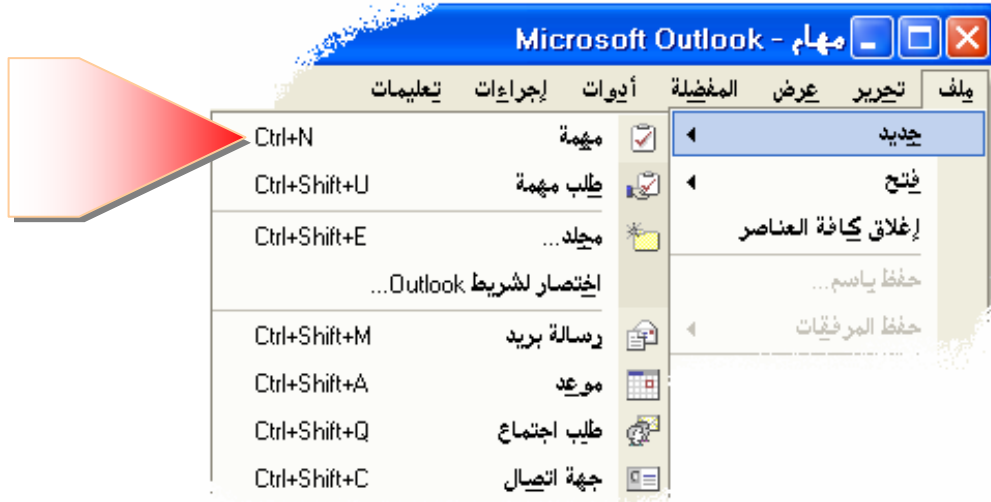 مهام - Microsoft Outlook
ملف تحرير عرض المفضلة أدوات إجراءات تعليمات
جديد
فتح
إغلاق كافة العناصر
حفظ باسم...
حفظ المرفقات
مهمة Ctrl+N
طلب مهمة Ctrl+Shift+U
مجلد... Ctrl+Shift+E
اختصار لشريط Outlook...
رسالة بريد Ctrl+Shift+M
موعد Ctrl+Shift+A
طلب اجتماع Ctrl+Shift+Q
جهة اتصال Ctrl+Shift+C